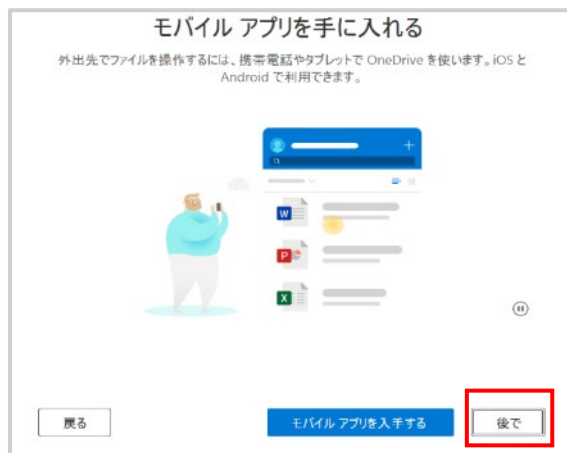 モバイル アプリを手に入れる
外出先でファイルを操作するには、携帯電話やタブレットで OneDrive を使います。iOS と
Android で利用できます。
W
P
X
戻る
モバイル アプリを入手する
後で